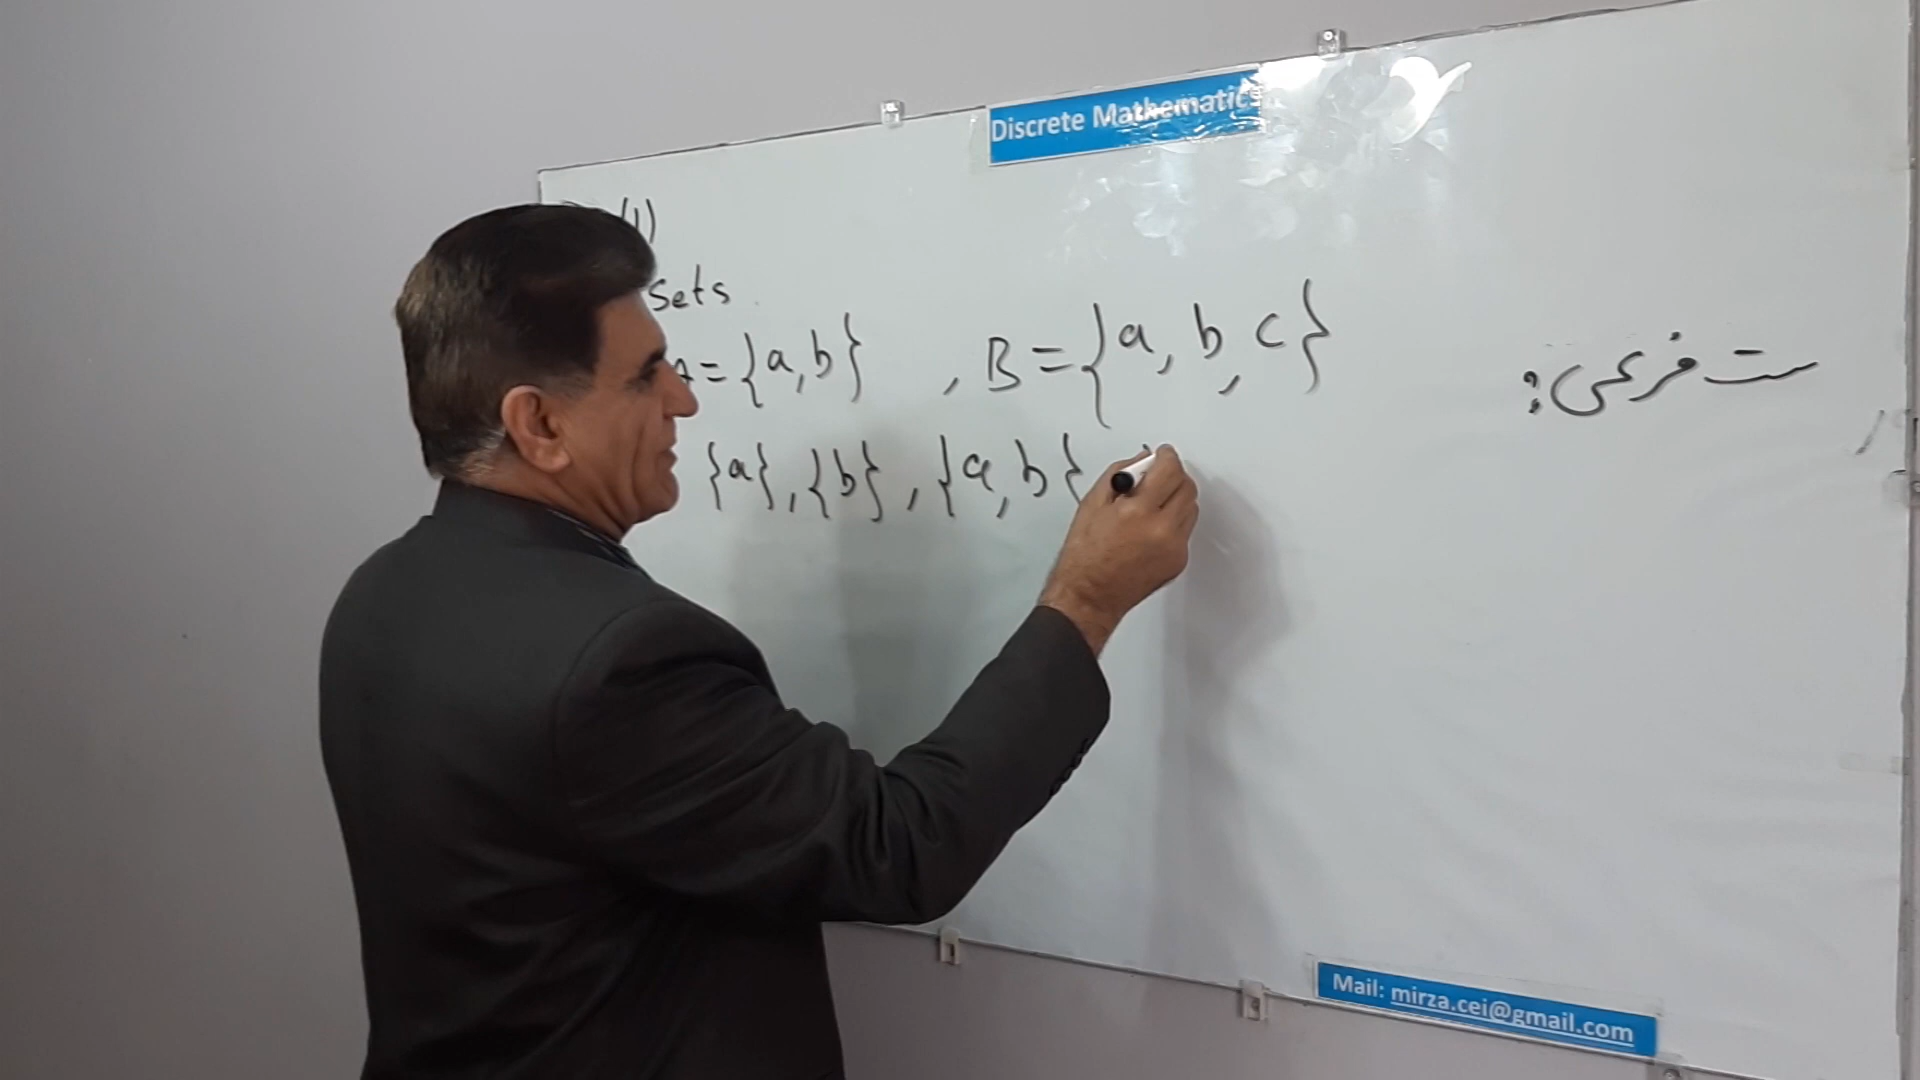 Discrete Mathematics
(1)
Sets
A = {a, b} , B = {a, b, c}
ست فرعی:
{a}, {b}, {a, b}
Mail: mirza.cei@gmail.com